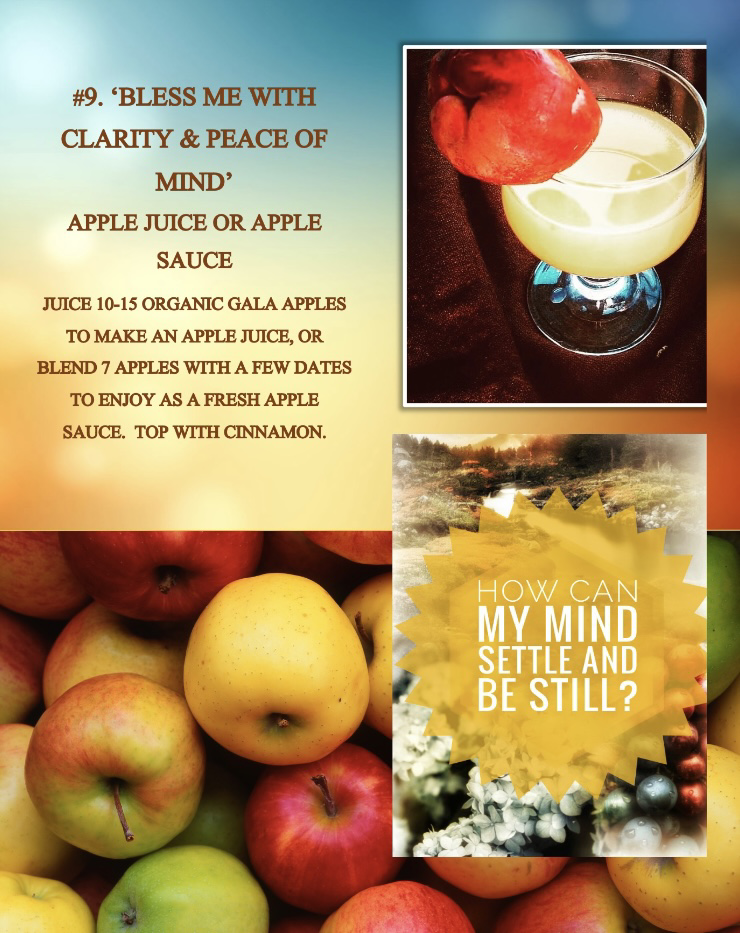 #9. ‘BLESS ME WITH
CLARITY & PEACE OF
MIND’
APPLE JUICE OR APPLE
SAUCE
JUICE 10-15 ORGANIC GALA APPLES
TO MAKE AN APPLE JUICE, OR
BLEND 7 APPLES WITH A FEW DATES
TO ENJOY AS A FRESH APPLE
SAUCE. TOP WITH CINNAMON.
HOW CAN
MY MIND
SETTLE AND
BE STILL?